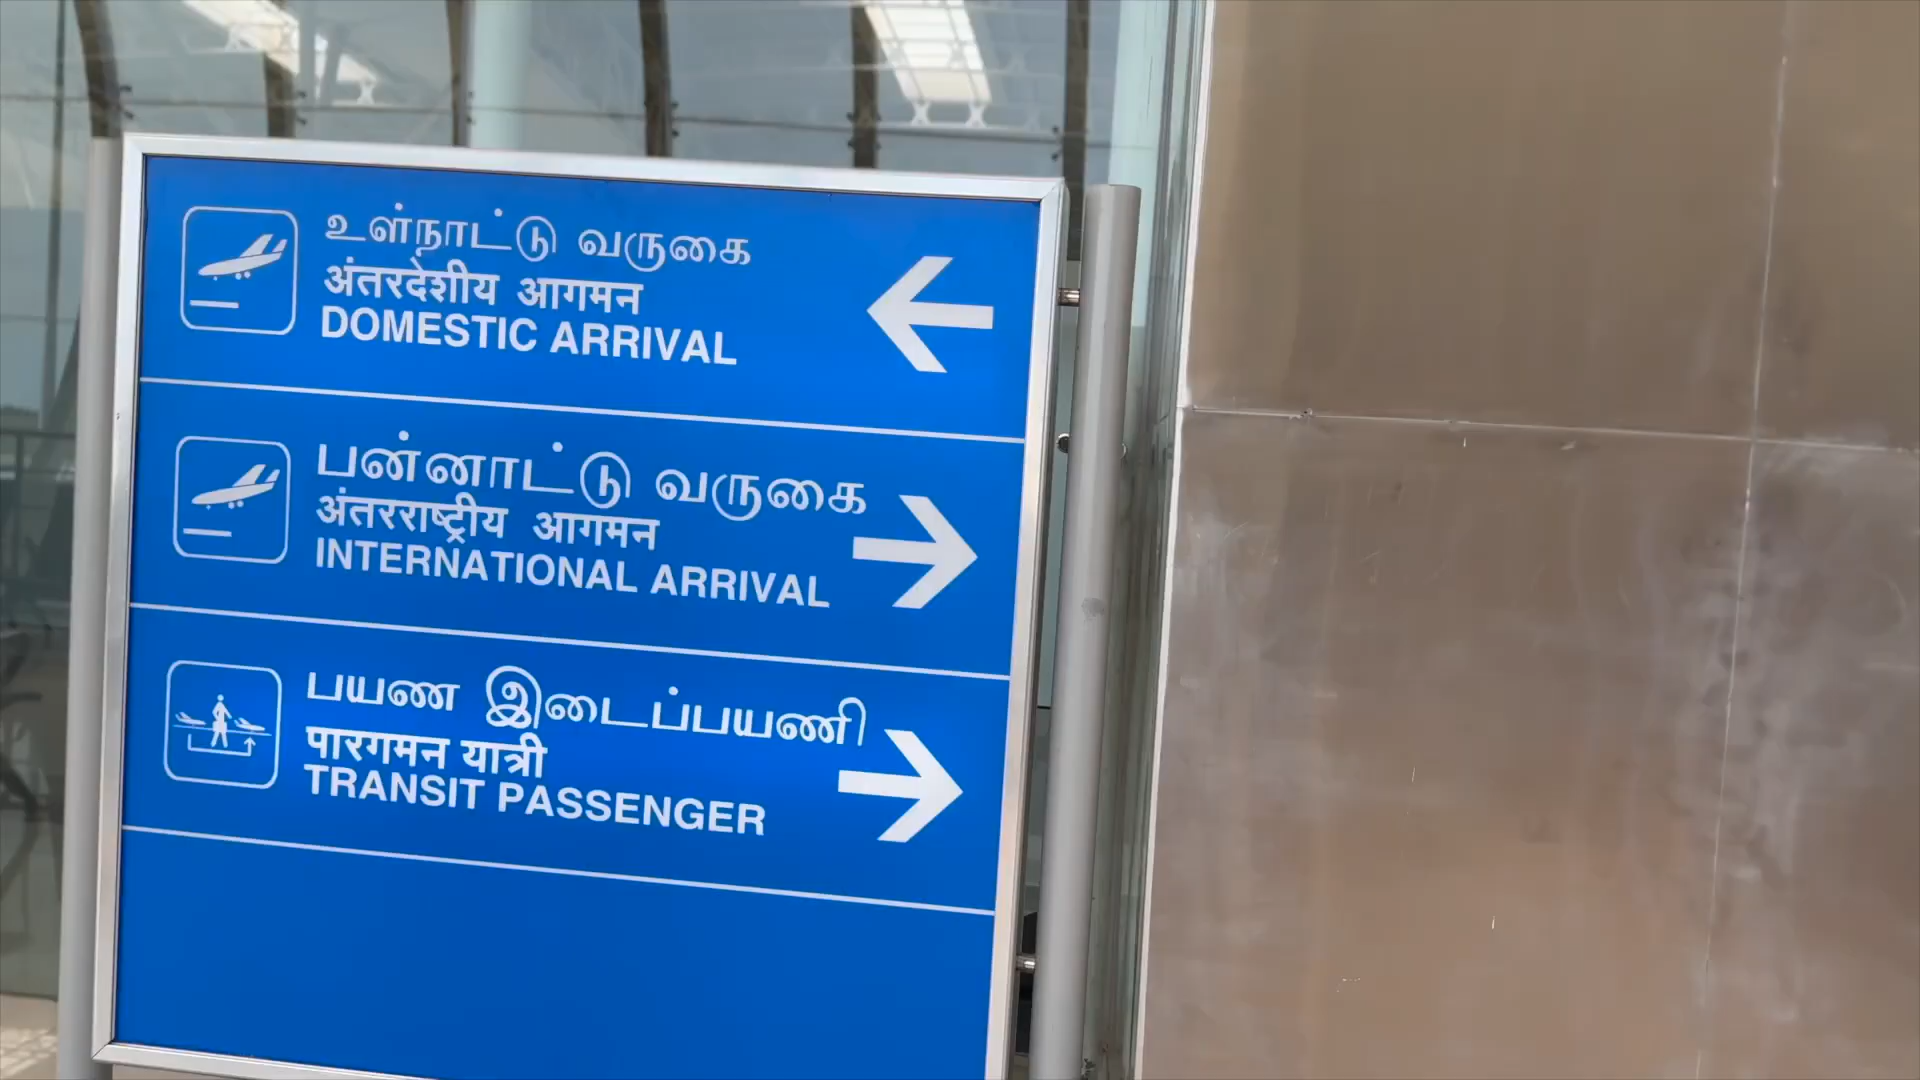 உள்நாட்டு வருகை
अंतरदेशीय आगमन
DOMESTIC ARRIVAL
பன்னாட்டு வருகை
अंतरराष्ट्रीय आगमन
INTERNATIONAL ARRIVAL
பயண இடைப்பயணி
पारगमन यात्री
TRANSIT PASSENGER